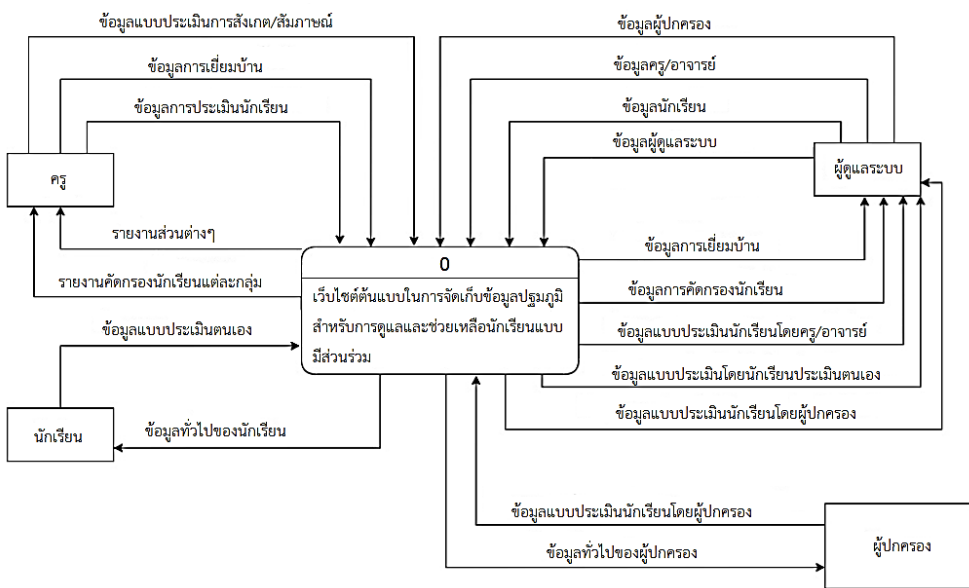 ข้อมูลแบบประเมินการสังเกต/สัมภาษณ์
ข้อมูลผู้ปกครอง
ข้อมูลการเยี่ยมบ้าน
ข้อมูลครู/อาจารย์
ข้อมูลการประเมินนักเรียน
ข้อมูลนักเรียน
ข้อมูลผู้ดูแลระบบ
ครู
ผู้ดูแลระบบ
รายงานส่วนต่างๆ
ข้อมูลการเยี่ยมบ้าน
0
รายงานคัดกรองนักเรียนแต่ละกลุ่ม
ข้อมูลการคัดกรองนักเรียน
เว็บไซต์ต้นแบบในการจัดเก็บข้อมูลปฐมภูมิ
สำหรับการดูแลและช่วยเหลือนักเรียนแบบ
มีส่วนร่วม
ข้อมูลแบบประเมินตนเอง
ข้อมูลแบบประเมินนักเรียนโดยครู/อาจารย์
ข้อมูลแบบประเมินโดยนักเรียนประเมินตนเอง
ข้อมูลแบบประเมินนักเรียนโดยผู้ปกครอง
นักเรียน
ข้อมูลทั่วไปของนักเรียน
ข้อมูลแบบประเมินนักเรียนโดยผู้ปกครอง
ข้อมูลทั่วไปของผู้ปกครอง
ผู้ปกครอง